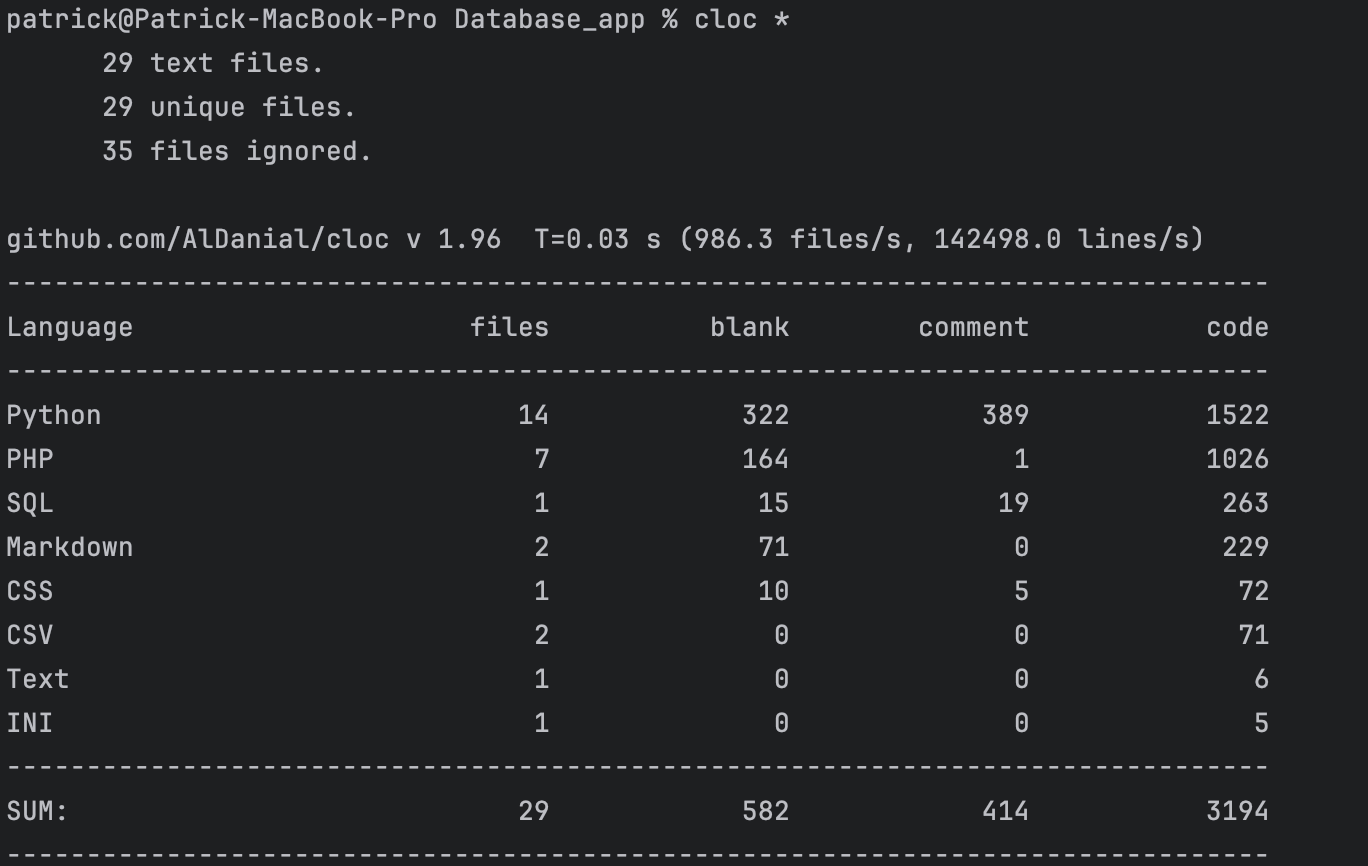 patrick@Patrick-MacBook-Pro Database_app % cloc *
      29 text files.
      29 unique files.
      35 files ignored.

github.com/AlDanial/cloc v 1.96  T=0.03 s (986.3 files/s, 142498.0 lines/s)
-------------------------------------------------------------------------------
Language                     files          blank        comment           code
-------------------------------------------------------------------------------
Python                          14            322            389           1522
PHP                              7            164              1           1026
SQL                              1             15             19            263
Markdown                         2             71              0            229
CSS                              1             10              5             72
CSV                              2              0              0             71
Text                             1              0              0              6
INI                              1              0              0              5
-------------------------------------------------------------------------------
SUM:                            29            582            414           3194
-------------------------------------------------------------------------------